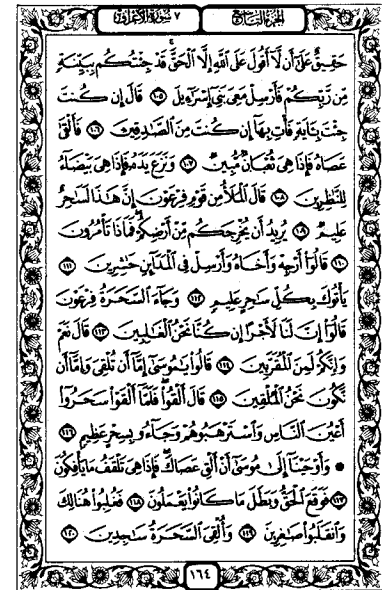 الجزء التاسع ٧ سورة الأعراف
حَقِيقٌ عَلَىٰٓ أَن لَّآ أَقُولَ عَلَى ٱللَّهِ إِلَّا ٱلْحَقَّ قَدْ جِئْتُكُم بِبَيِّنَةٍ
مِّن رَّبِّكُمْ فَأَرْسِلْ مَعِىَ بَنِىٓ إِسْرَٰٓءِيلَ ١٠٥ قَالَ إِن كُنتَ
جِئْتَ بِـَٔايَةٍ فَأْتِ بِهَآ إِن كُنتَ مِنَ ٱلصَّٰدِقِينَ ١٠٦ فَأَلْقَىٰ
عَصَاهُ فَإِذَا هِىَ ثُعْبَانٌ مُّبِينٌ ١٠٧ وَنَزَعَ يَدَهُۥ فَإِذَا هِىَ بَيْضَآءُ
لِلنَّٰظِرِينَ ١٠٨ قَالَ ٱلْمَلَأُ مِن قَوْمِ فِرْعَوْنَ إِنَّ هَٰذَا لَسَٰحِرٌ
عَلِيمٌ ١٠٩ يُرِيدُ أَن يُخْرِجَكُم مِّنْ أَرْضِكُمْ فَمَاذَا تَأْمُرُونَ
١١٠ قَالُوٓا۟ أَرْجِهْ وَأَخَاهُ وَأَرْسِلْ فِى ٱلْمَدَآئِنِ حَٰشِرِينَ ١١١
يَأْتُوكَ بِكُلِّ سَٰحِرٍ عَلِيمٍ ١١٢ وَجَآءَ ٱلسَّحَرَةُ فِرْعَوْنَ
قَالُوٓا۟ إِنَّ لَنَا لَأَجْرًا إِن كُنَّا نَحْنُ ٱلْغَٰلِبِينَ ١١٣ قَالَ نَعَمْ
وَإِنَّكُمْ لَمِنَ ٱلْمُقَرَّبِينَ ١١٤ قَالُوا۟ يَٰمُوسَىٰٓ إِمَّآ أَن تُلْقِىَ وَإِمَّآ أَن
نَّكُونَ نَحْنُ ٱلْمُلْقِينَ ١١٥ قَالَ أَلْقُوا۟ فَلَمَّآ أَلْقَوْا۟ سَحَرُوٓا۟
أَعْيُنَ ٱلنَّاسِ وَٱسْتَرْهَبُوهُمْ وَجَآءُو بِسِحْرٍ عَظِيمٍ ١١٦
۞ وَأَوْحَيْنَآ إِلَىٰ مُوسَىٰٓ أَنْ أَلْقِ عَصَاكَ فَإِذَا هِىَ تَلْقَفُ مَا يَأْفِكُونَ
١١٧ فَوَقَعَ ٱلْحَقُّ وَبَطَلَ مَا كَانُوا۟ يَعْمَلُونَ ١١٨ فَغُلِبُوا۟ هُنَالِكَ
وَٱنقَلَبُوا۟ صَٰغِرِينَ ١١٩ وَأُلْقِىَ ٱلسَّحَرَةُ سَٰجِدِينَ ١٢٠
١٦٤